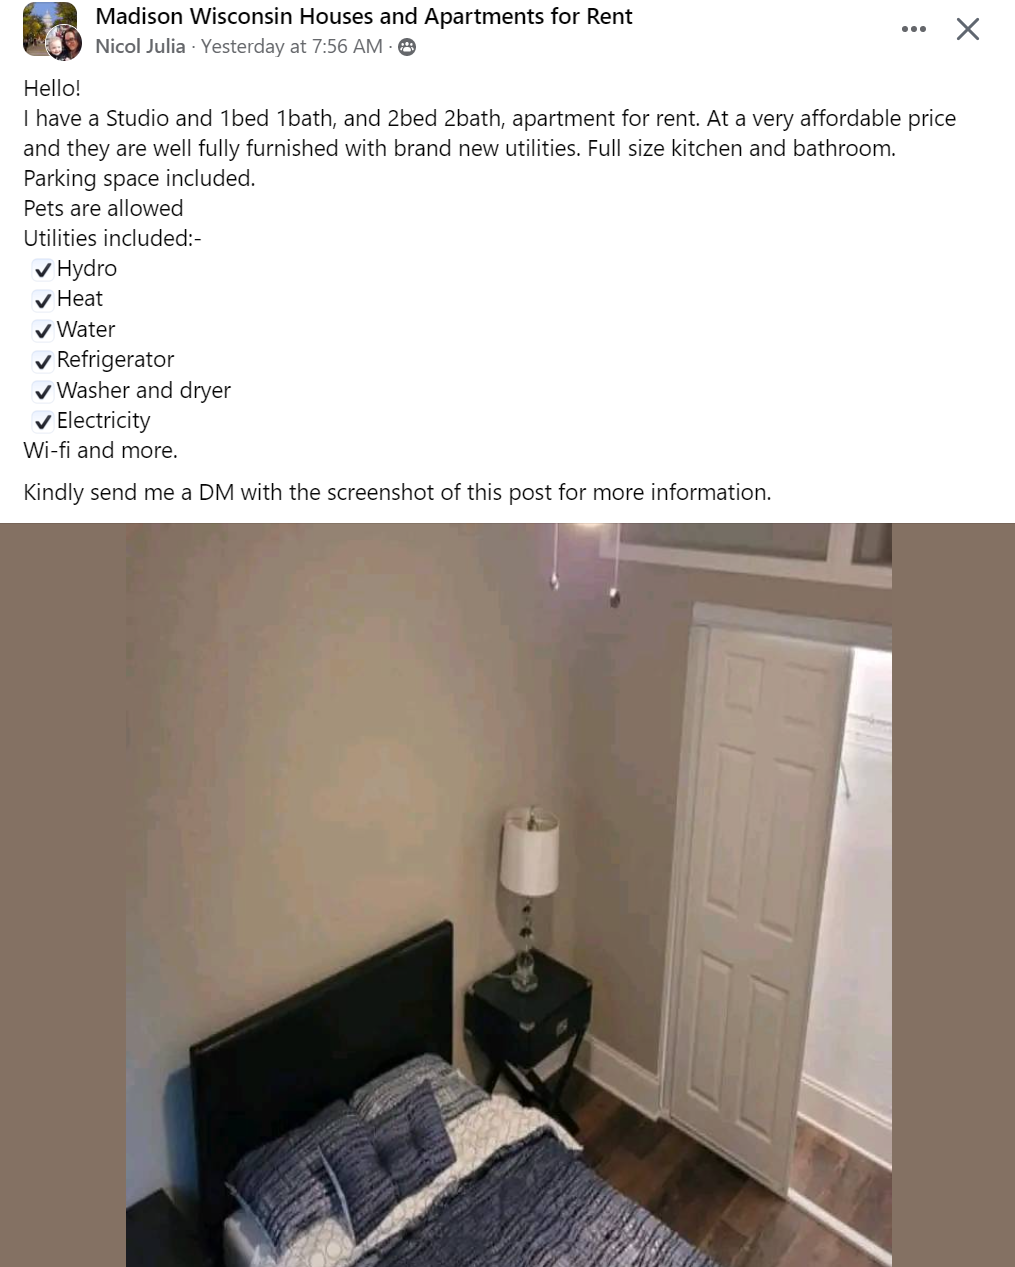 Madison Wisconsin Houses and Apartments for Rent
Nicol Julia · Yesterday at 7:56 AM ·
Hello!
I have a Studio and 1bed 1bath, and 2bed 2bath, apartment for rent. At a very affordable price
and they are well fully furnished with brand new utilities. Full size kitchen and bathroom.
Parking space included.
Pets are allowed
Utilities included:-
✔Hydro
✔Heat
✔Water
✔Refrigerator
✔Washer and dryer
✔Electricity
Wi-fi and more.
Kindly send me a DM with the screenshot of this post for more information.